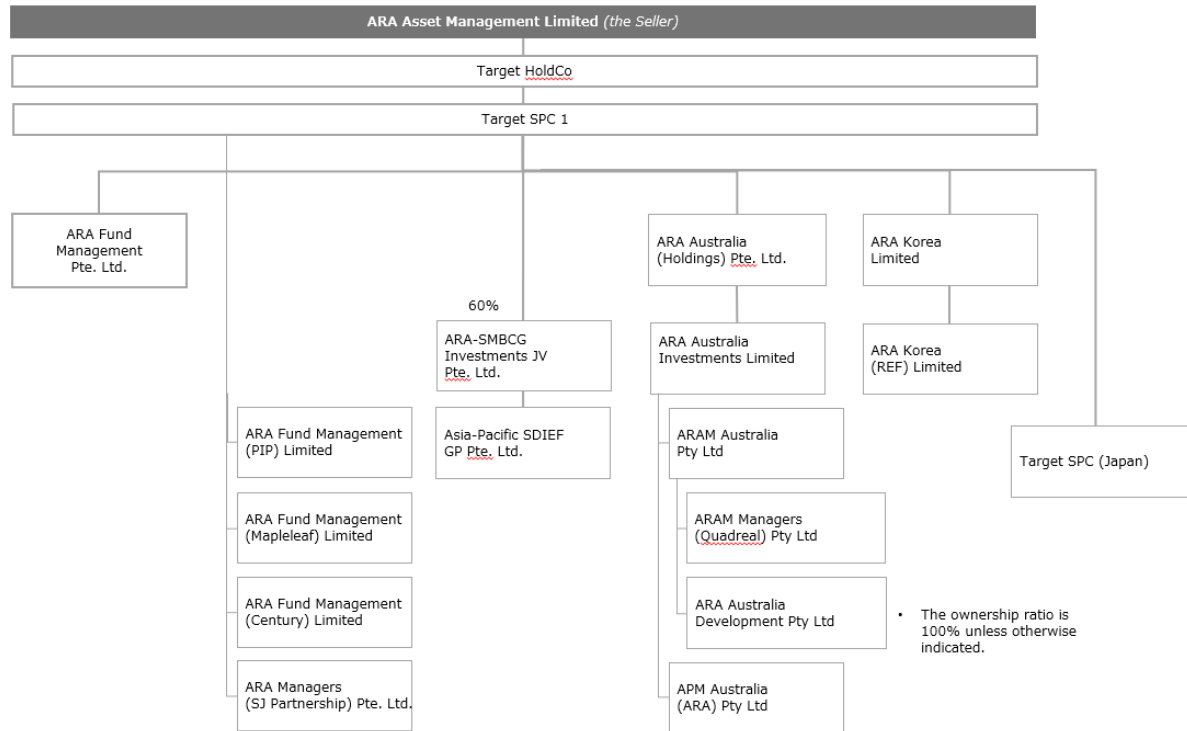 ARA Asset Management Limited (the Seller)
Target HoldCo
Target SPC 1
ARA Fund
Management
Pte. Ltd.
ARA Fund Management
(PIP) Limited
ARA Fund Management
(Mapleleaf) Limited
ARA Fund Management
(Century) Limited
ARA Managers
(SJ Partnership) Pte. Ltd.
60%
ARA-SMBCG
Investments JV
Pte. Ltd.
Asia-Pacific SDIEF
GP Pte. Ltd.
ARA Australia
(Holdings) Pte. Ltd.
ARA Australia
Investments Limited
ARAM Australia
Pty Ltd
ARAM Managers
(Quadreal) Pty Ltd
ARA Australia
Development Pty Ltd
APM Australia
(ARA) Pty Ltd
ARA Korea
Limited
ARA Korea
(REF) Limited
Target SPC (Japan)
• The ownership ratio is
100% unless otherwise
indicated.